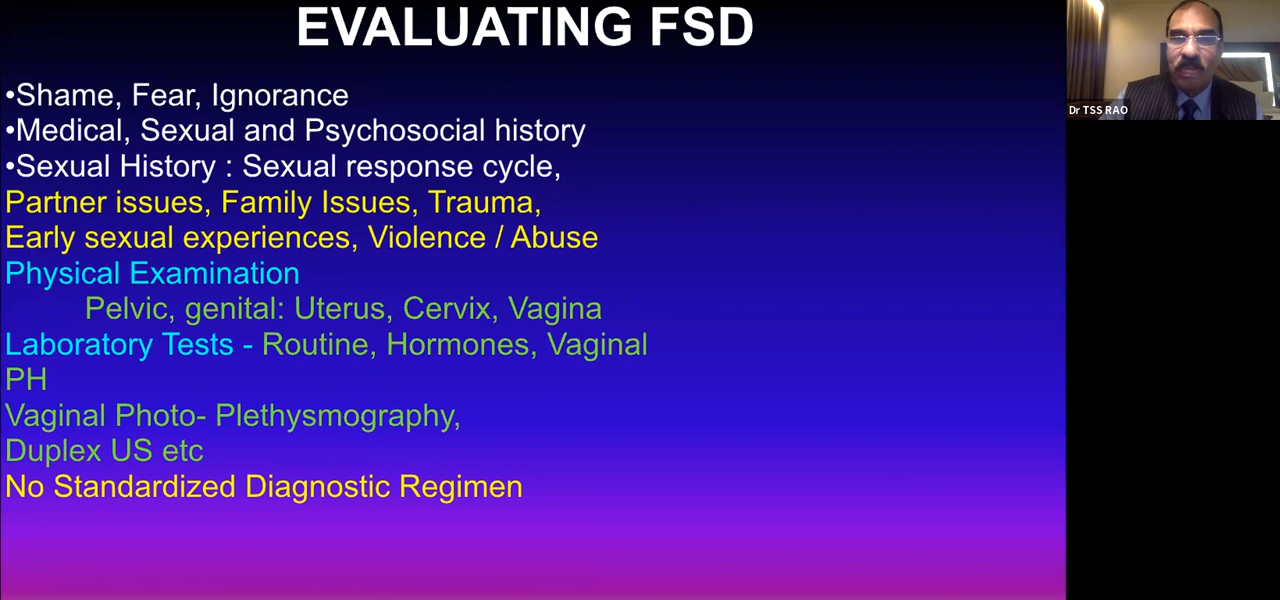 EVALUATING FSD
•Shame, Fear, Ignorance
•Medical, Sexual and Psychosocial history
•Sexual History : Sexual response cycle,
Partner issues, Family Issues, Trauma,
Early sexual experiences, Violence / Abuse
Physical Examination
Pelvic, genital: Uterus, Cervix, Vagina
Laboratory Tests - Routine, Hormones, Vaginal
PH
Vaginal Photo- Plethysmography,
Duplex US etc
No Standardized Diagnostic Regimen
Dr TSS RAO